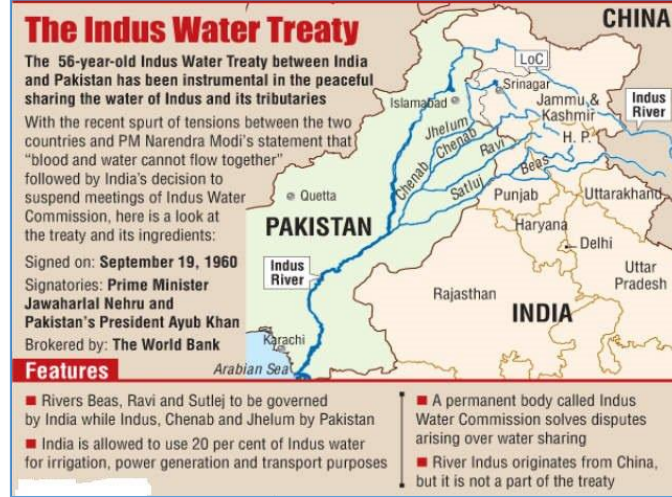 The Indus Water Treaty
The 56-year-old Indus Water Treaty between India
and Pakistan has been instrumental in the peaceful
sharing the water of Indus and its tributaries
With the recent spurt of tensions between the two
countries and PM Narendra Modi's statement that
"blood and water cannot flow together"
followed by India's decision to
suspend meetings of Indus Water
Commission, here is a look at
the treaty and its ingredients:
Signed on: September 19, 1960
Signatories: Prime Minister
Jawaharlal Nehru and
Pakistan's President Ayub Khan
Brokered by: The World Bank
CHINA
LoC
Srinagar
Islamabad
Jammu &
Kashmir
Indus
River
H. P.
Jhelum
Chenab
Ravi
Beas
Chenab
Satluj
Quetta
Punjab
Uttarakhand
PAKISTAN
Haryana
Delhi
Indus
River
Uttar
Pradesh
Rajasthan
INDIA
Karachi
Arabian Sea
Features
Rivers Beas, Ravi and Sutlej to be governed
by India while Indus, Chenab and Jhelum by Pakistan
India is allowed to use 20 per cent of Indus water
for irrigation, power generation and transport purposes
A permanent body called Indus
Water Commission solves disputes
arising over water sharing
River Indus originates from China,
but it is not a part of the treaty